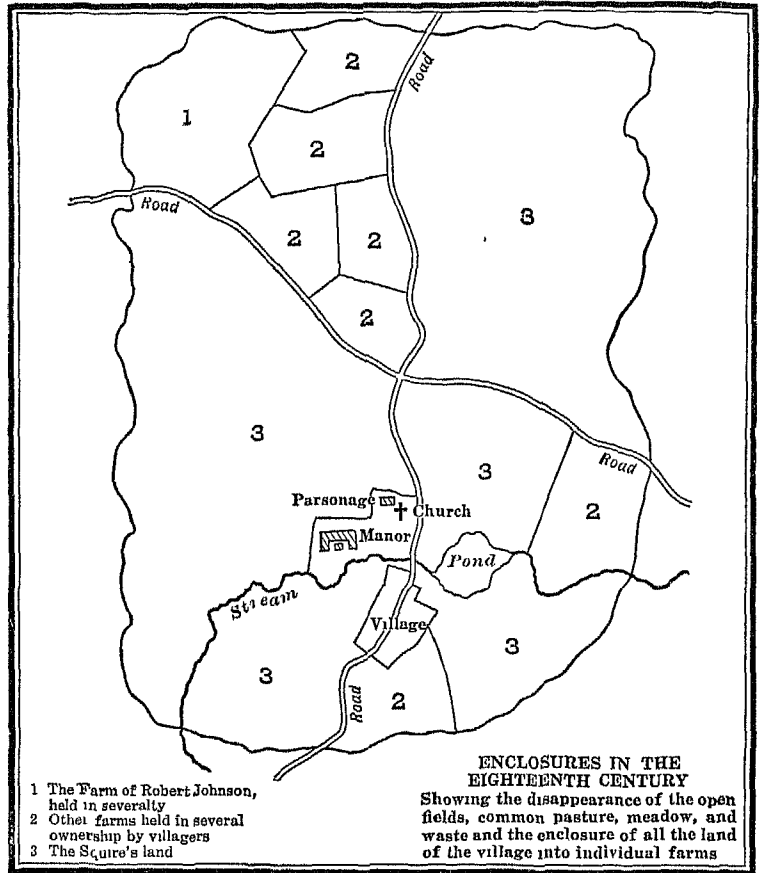 2
Road
1
2
Road
3
2
2
2
3
3
Road
Parsonage
Church
2
Manor
Pond
Stream
Village
3
3
2
Road
1 The Farm of Robert Johnson,
held in severalty
2 Other farms held in several
ownership by villagers
3 The Squire's land
ENCLOSURES IN THE
EIGHTEENTH CENTURY
Showing the disappearance of the open
fields, common pasture, meadow, and
waste and the enclosure of all the land
of the village into individual farms